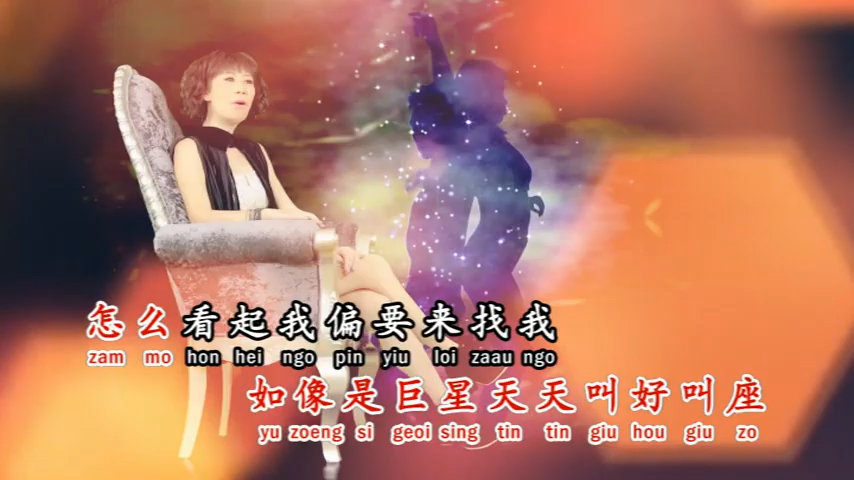 怎么看起我偏要来找我
zam mo hon hei ngo pin yiu loi zaau ngo
如像是巨星天天叫好叫座
yu zoeng si geoi sing tin tin giu hou giu zo